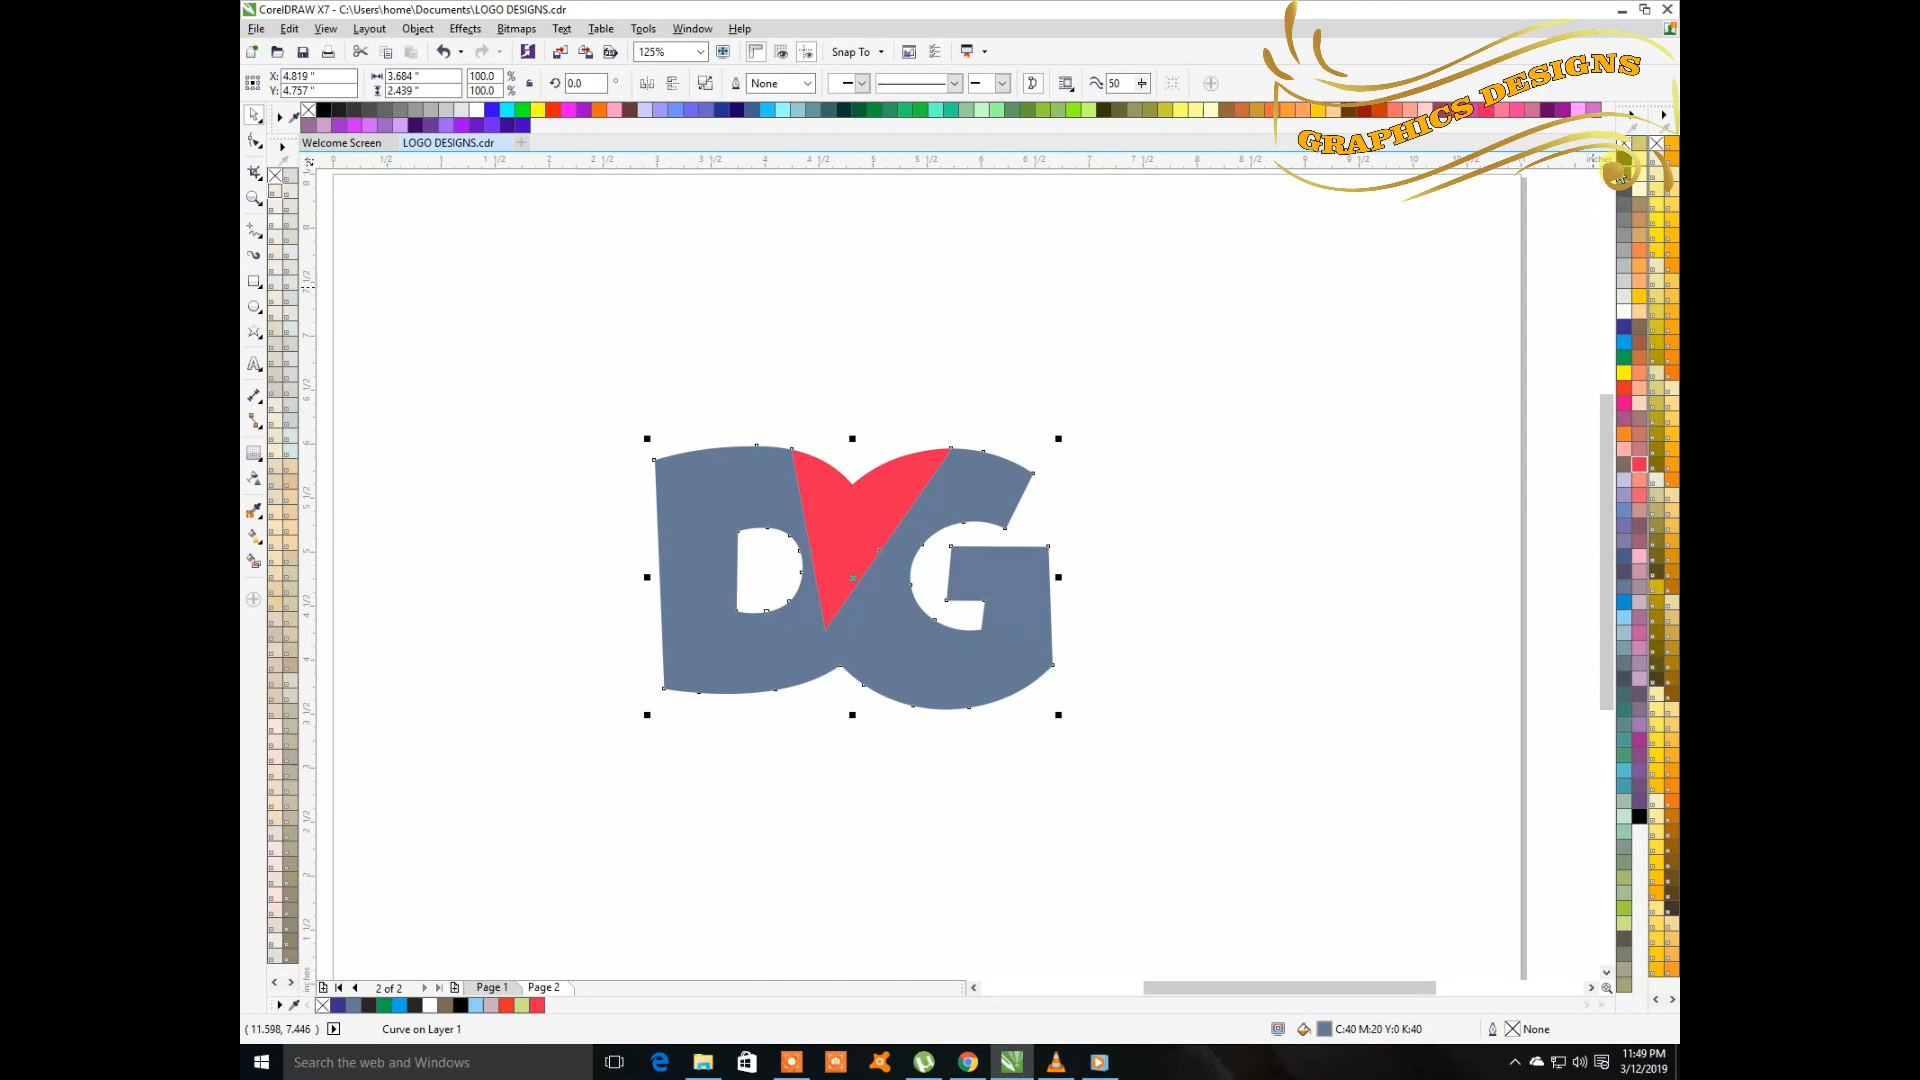 CorelDRAW X7 - C:\Users\home\Documents\LOGO DESIGNS.cdr
File Edit View Layout Object Effects Bitmaps Text Table Tools Window Help
125% Snap To
X: 4.819 " 3.684 " 100.0 % 0.0 ° None 50
Y: 4.757 " 2.439 " 100.0 %
GRAPHICS DESIGNS
Welcome Screen LOGO DESIGNS.cdr
inches
DG
2 of 2 Page 1 Page 2
( 11.598, 7.446 ) Curve on Layer 1 C:40 M:20 Y:0 K:40 None
Search the web and Windows
11:49 PM
3/12/2019